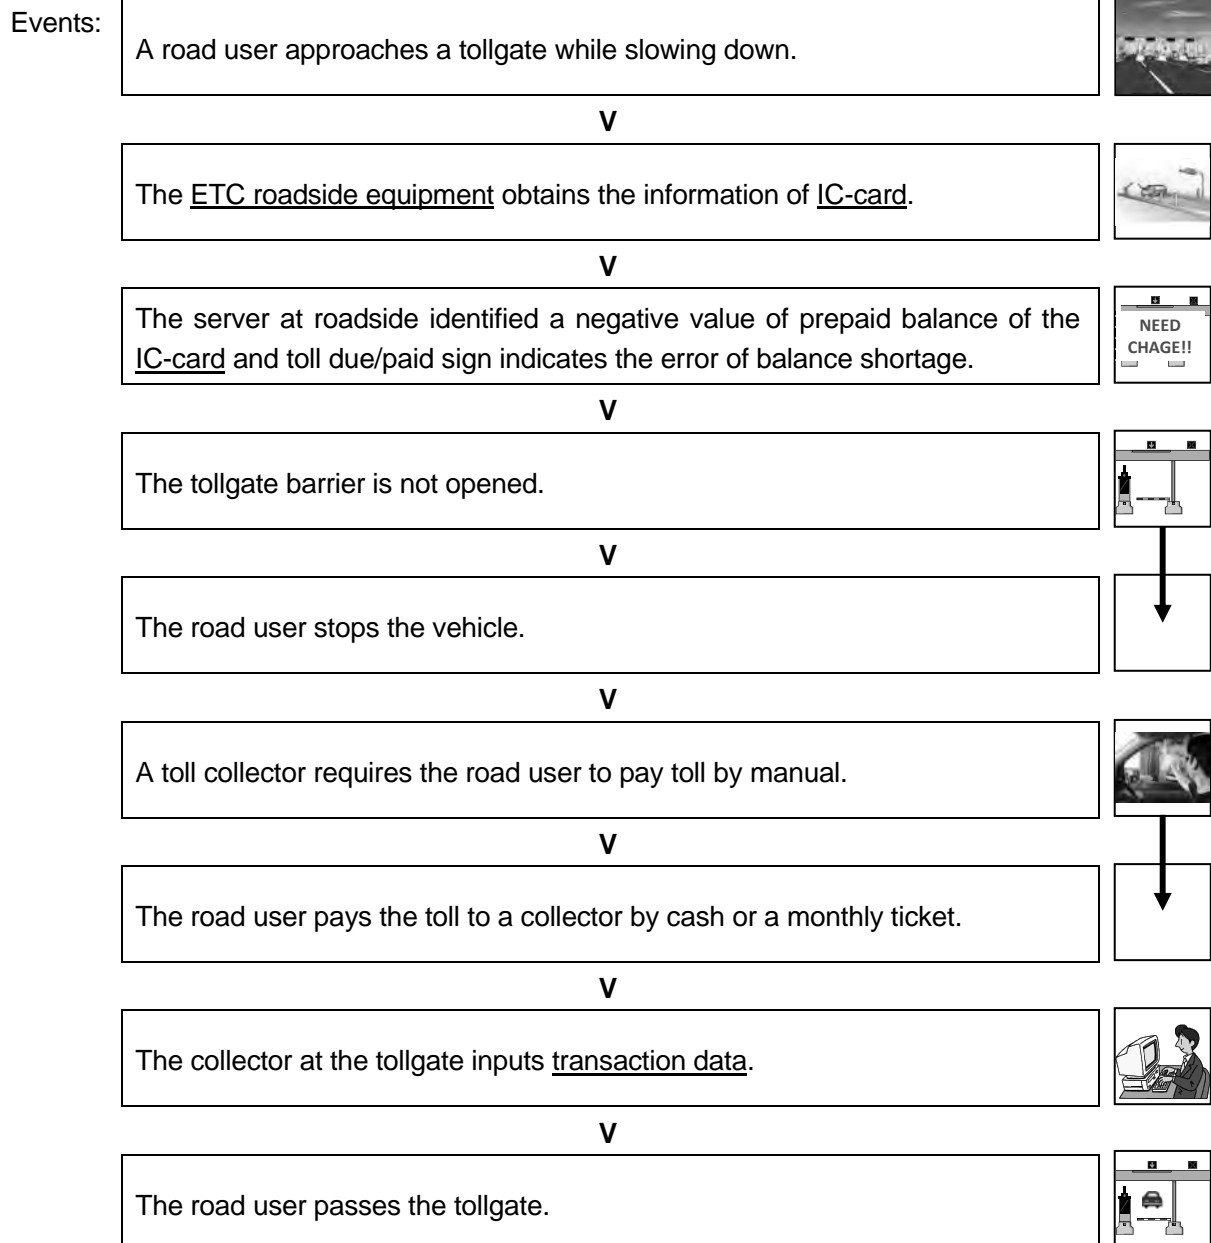 Events:
A road user approaches a tollgate while slowing down.
V
The ETC roadside equipment obtains the information of IC-card.
V
The server at roadside identified a negative value of prepaid balance of the
IC-card and toll due/paid sign indicates the error of balance shortage.
NEED
CHAGE!!
V
The tollgate barrier is not opened.
V
The road user stops the vehicle.
V
A toll collector requires the road user to pay toll by manual.
V
The road user pays the toll to a collector by cash or a monthly ticket.
V
The collector at the tollgate inputs transaction data.
V
The road user passes the tollgate.